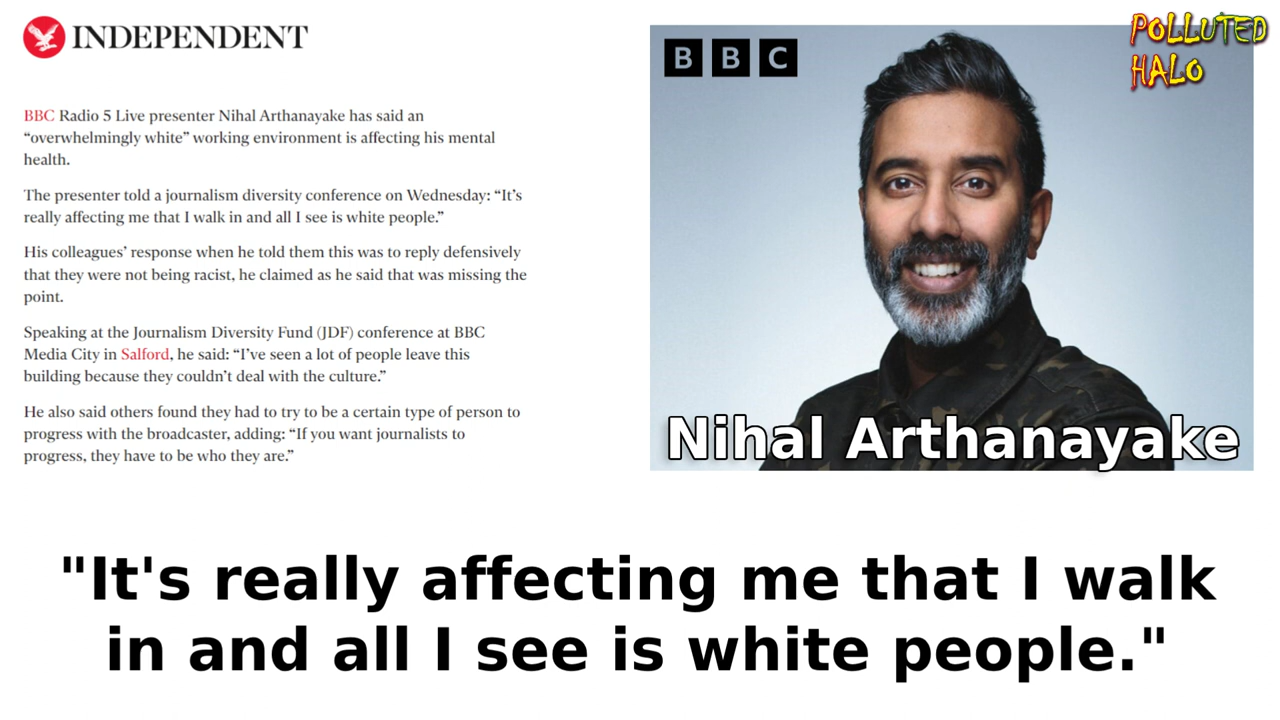 INDEPENDENT
BBC Radio 5 Live presenter Nihal Arthanayake has said an
“overwhelmingly white” working environment is affecting his mental
health.
The presenter told a journalism diversity conference on Wednesday: “It’s
really affecting me that I walk in and all I see is white people.”
His colleagues’ response when he told them this was to reply defensively
that they were not being racist, he claimed as he said that was missing the
point.
Speaking at the Journalism Diversity Fund (JDF) conference at BBC
Media City in Salford, he said: “I’ve seen a lot of people leave this
building because they couldn’t deal with the culture.”
He also said others found they had to try to be a certain type of person to
progress with the broadcaster, adding: “If you want journalists to
progress, they have to be who they are.”
BBC
POLLUTED
HALO
Nihal Arthanayake
"It's really affecting me that I walk
in and all I see is white people."